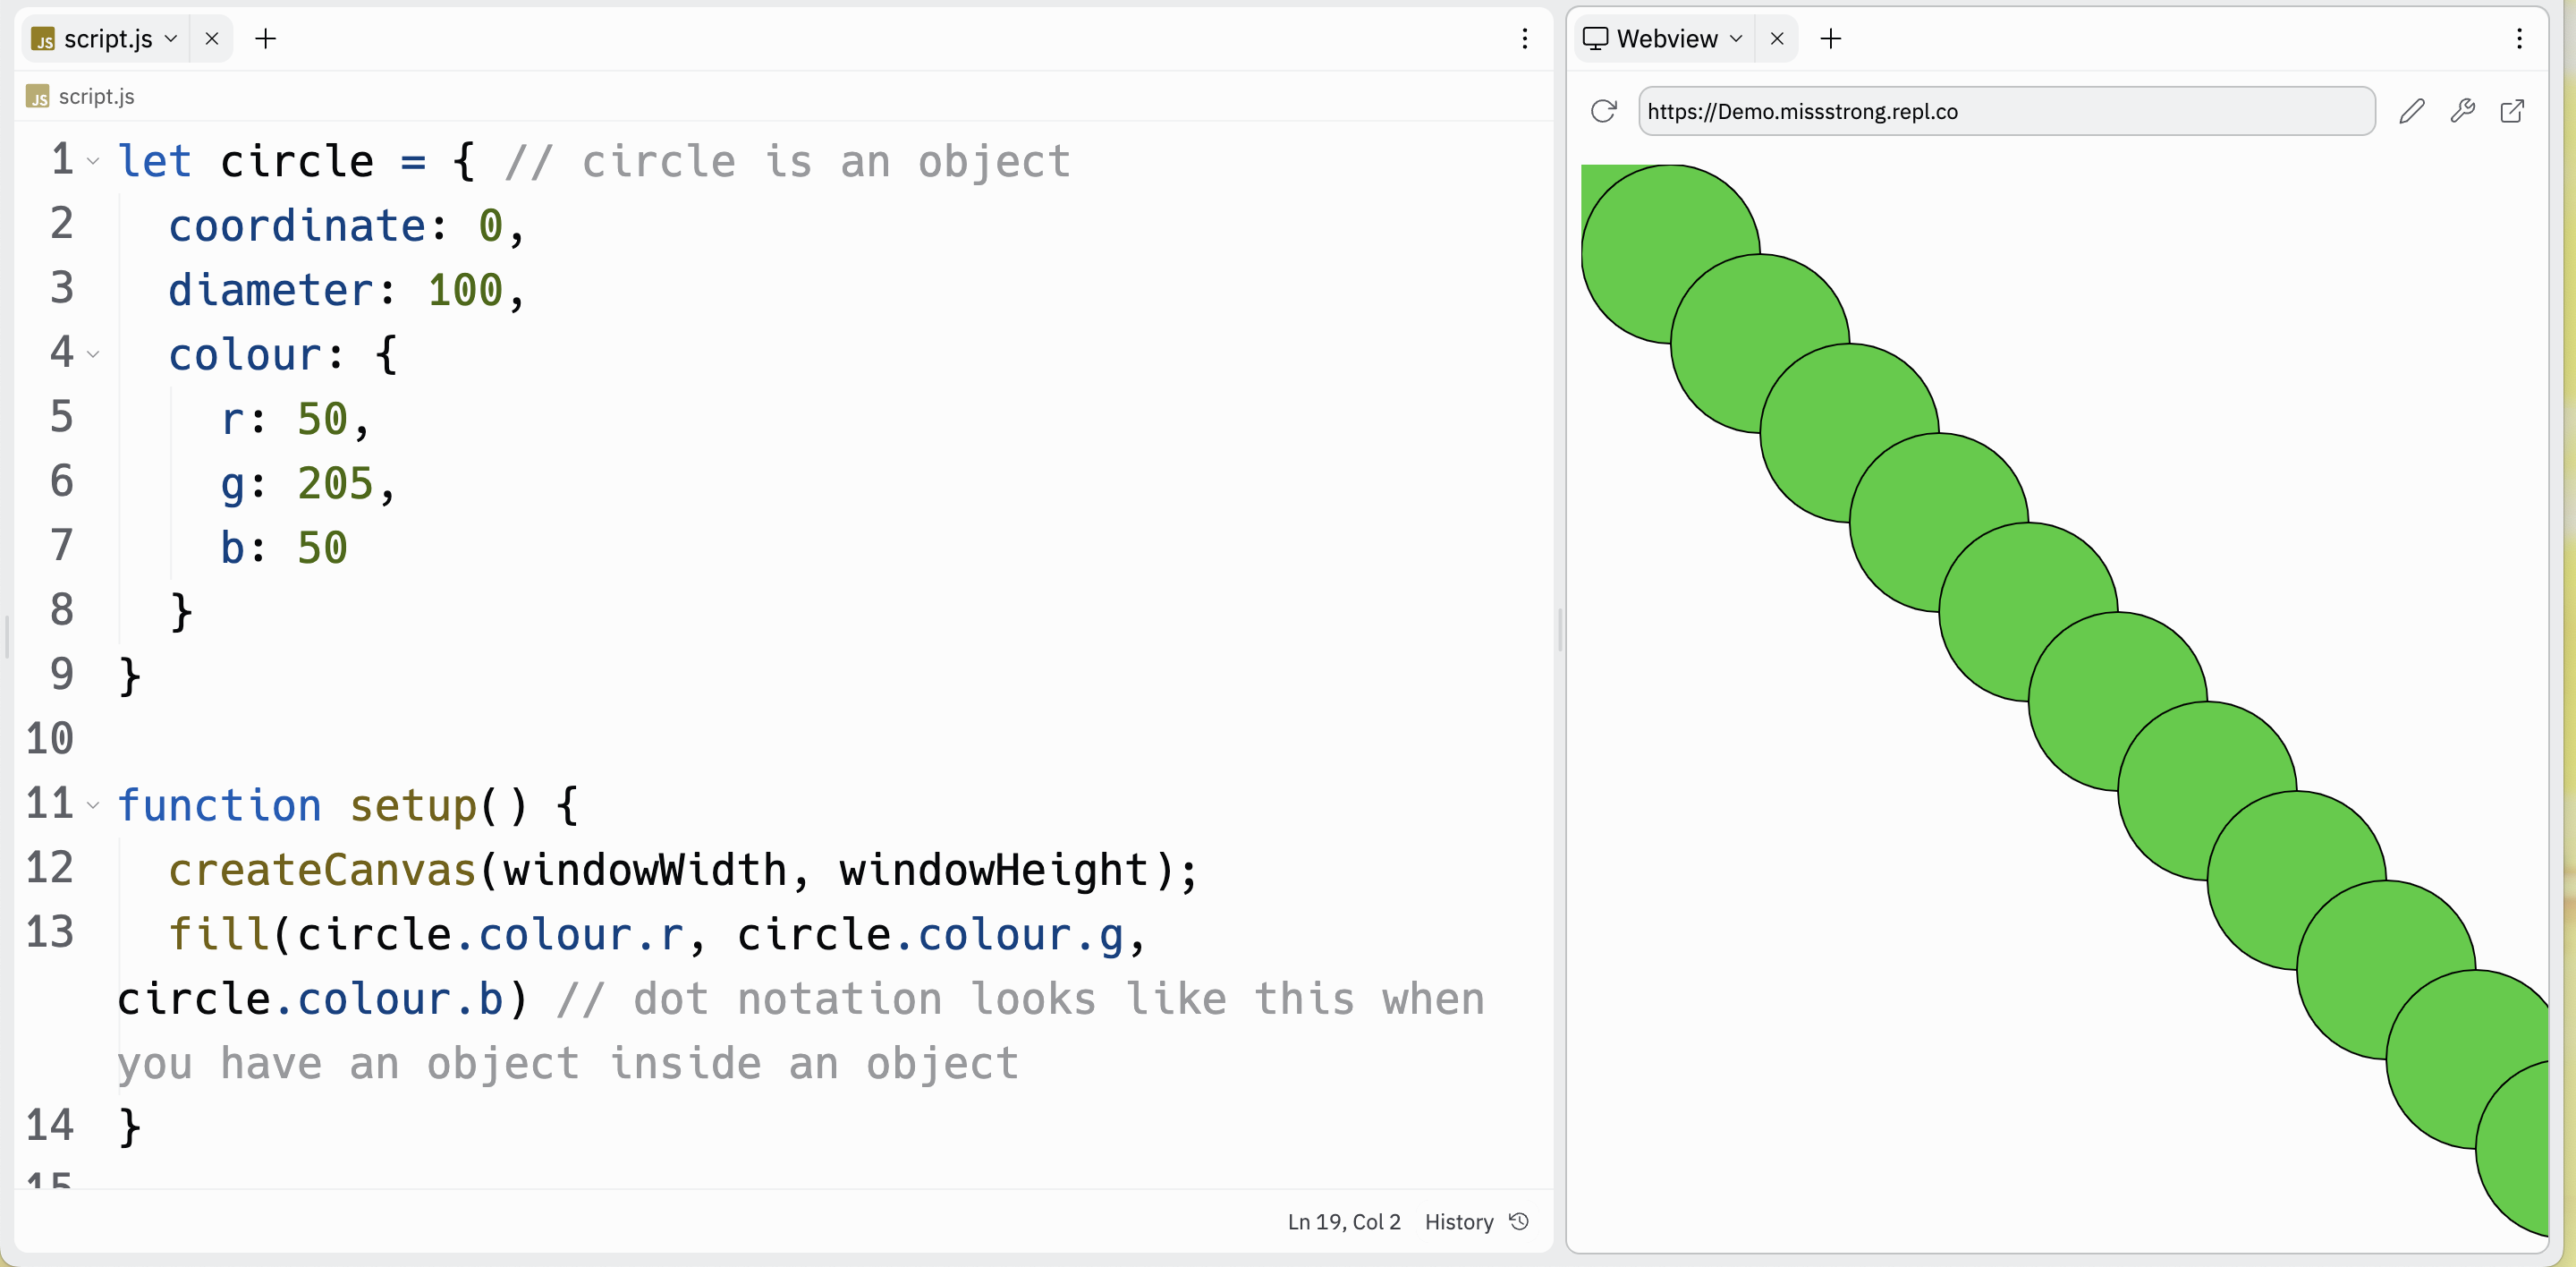 script.js
script.js
1 let circle = { // circle is an object
2 coordinate: 0,
3 diameter: 100,
4 colour: {
5 r: 50,
6 g: 205,
7 b: 50
8 }
9 }
10
11 function setup() {
12 createCanvas(windowWidth, windowHeight);
13 fill(circle.colour.r, circle.colour.g,
circle.colour.b) // dot notation looks like this when
you have an object inside an object
14 }
15
Ln 19, Col 2 History
Webview
https://Demo.missstrong.repl.co